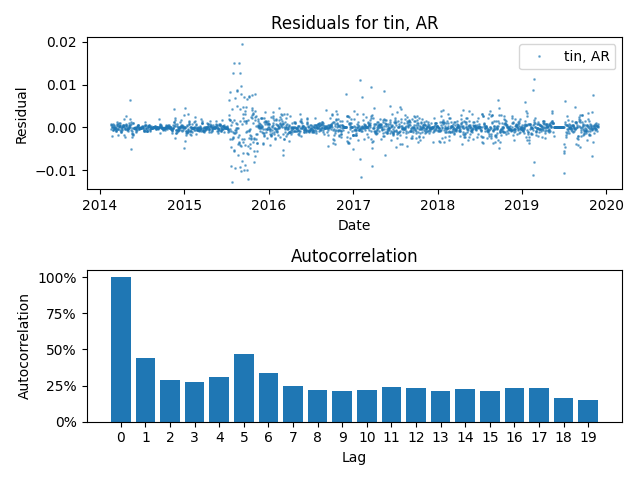 Residuals for tin, AR
0.02
0.01
0.00
−0.01
Residual
tin, AR
2014 2015 2016 2017 2018 2019 2020
Date
Autocorrelation
100%
75%
50%
25%
0%
Autocorrelation
0 1 2 3 4 5 6 7 8 9 10 11 12 13 14 15 16 17 18 19
Lag